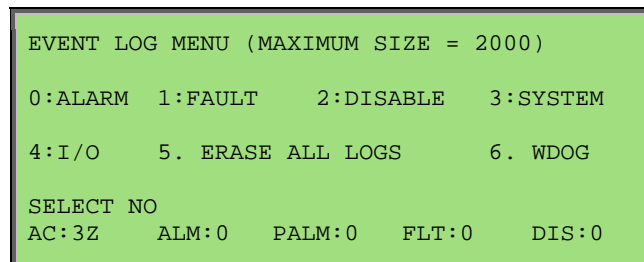 EVENT LOG MENU (MAXIMUM SIZE = 2000)
0:ALARM 1:FAULT 2:DISABLE 3:SYSTEM
4:I/O 5. ERASE ALL LOGS 6. WDOG
SELECT NO
AC:3Z ALM:0 PALM:0 FLT:0 DIS:0